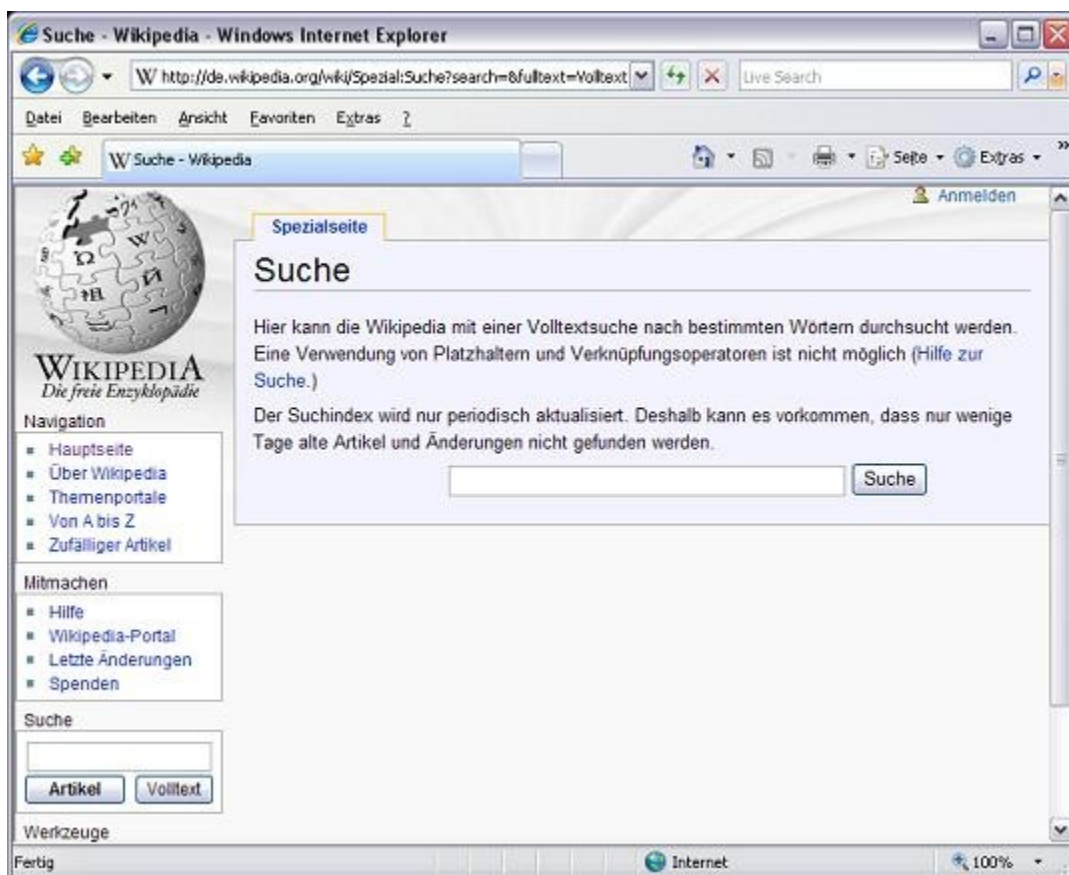 Suche - Wikipedia - Windows Internet Explorer
W http://de.wikipedia.org/wiki/Spezial:Suche?search=&fulltext=Volltext
Live Search
Datei Bearbeiten Ansicht Favoriten Extras ?
W Suche - Wikipedia
Seite Extras »
Anmelden
Spezialseite
Suche
Hier kann die Wikipedia mit einer Volltextsuche nach bestimmten Wörtern durchsucht werden.
Eine Verwendung von Platzhaltern und Verknüpfungsoperatoren ist nicht möglich (Hilfe zur
Suche.)
Der Suchindex wird nur periodisch aktualisiert. Deshalb kann es vorkommen, dass nur wenige
Tage alte Artikel und Änderungen nicht gefunden werden.
Suche
Ω W И
WIKIPEDIA
Die freie Enzyklopädie
Navigation
Hauptseite
Über Wikipedia
Themenportale
Von A bis Z
Zufälliger Artikel
Mitmachen
Hilfe
Wikipedia-Portal
Letzte Änderungen
Spenden
Suche
Artikel Volltext
Werkzeuge
Fertig
Internet
100%